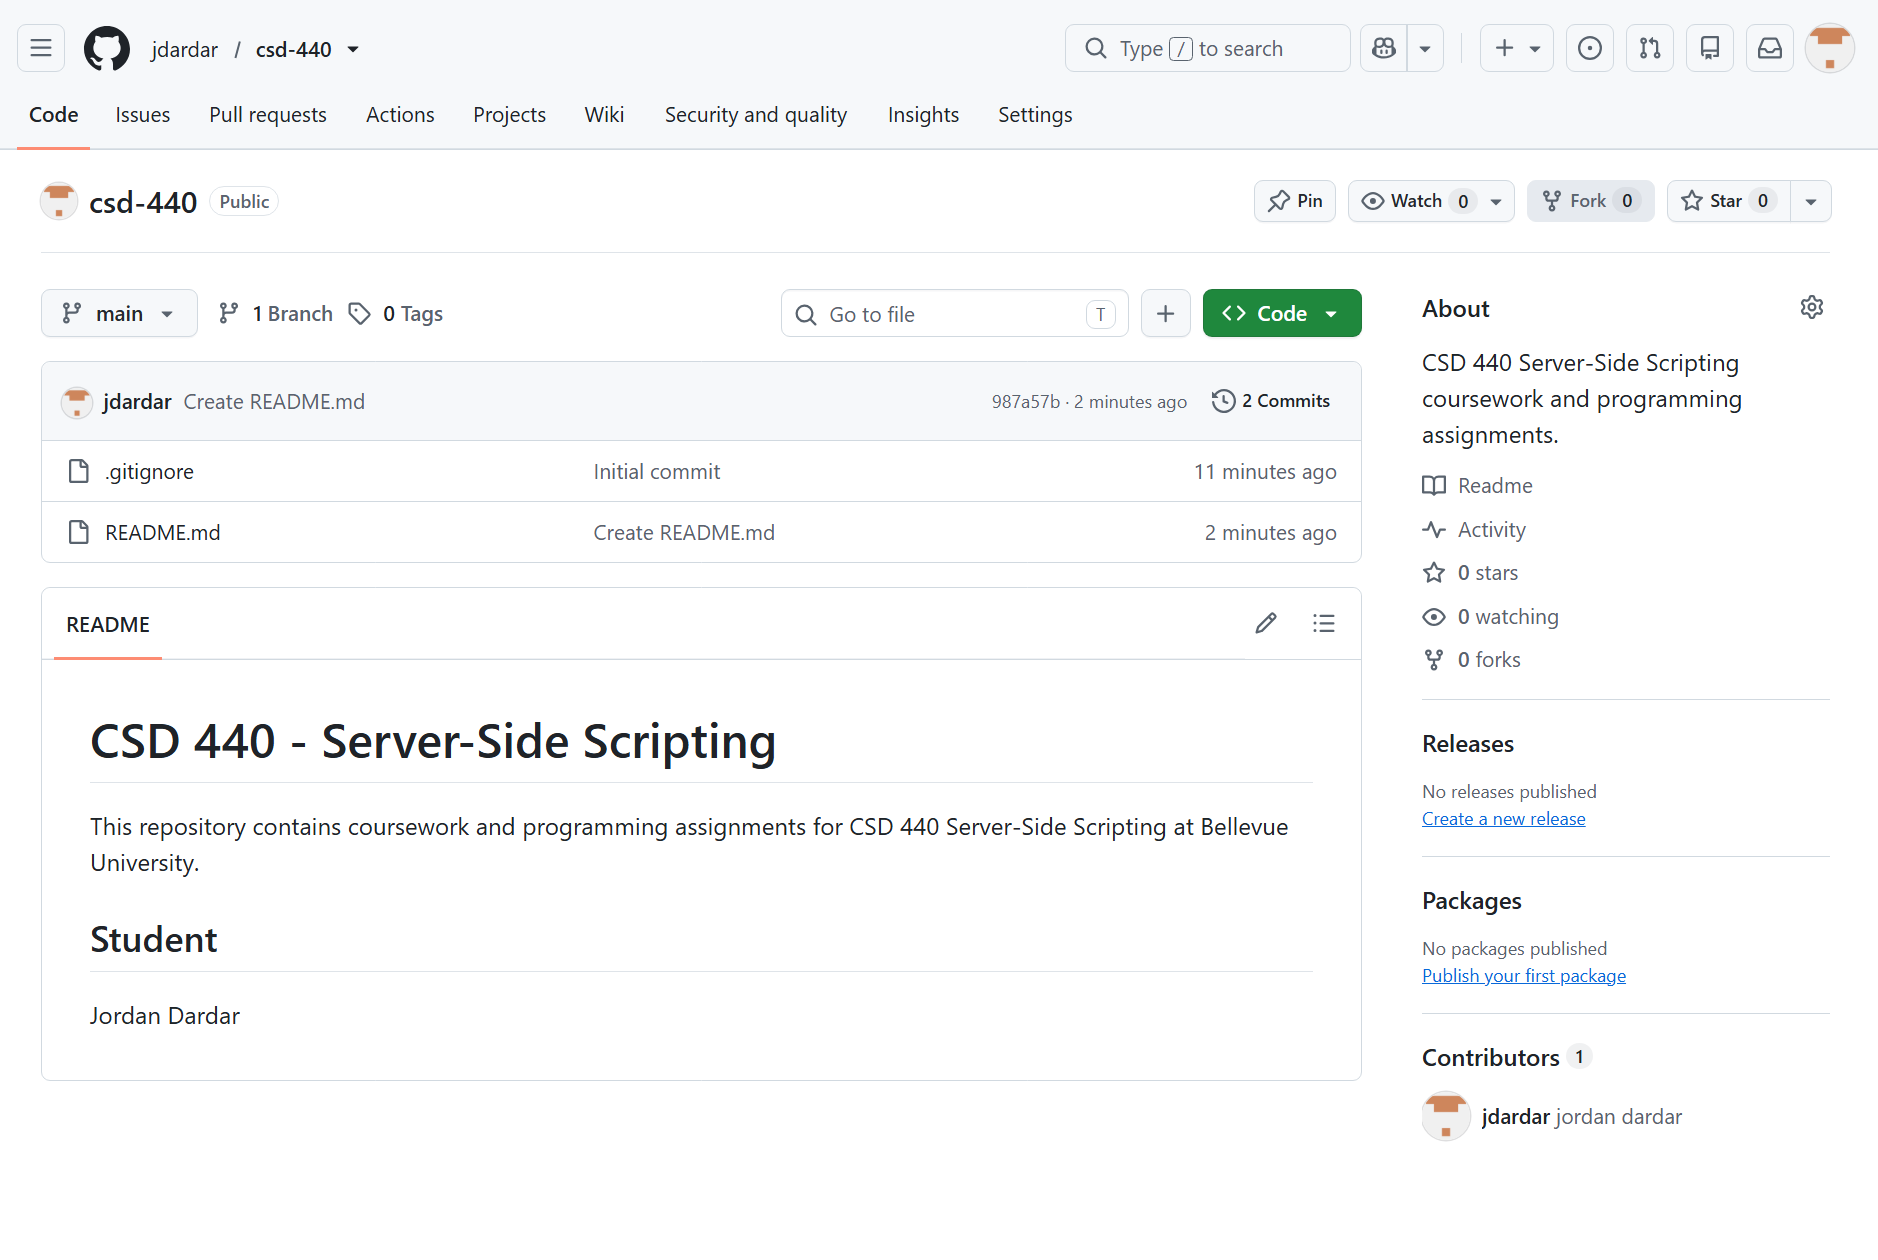 jdardar / csd-440
Type / to search
Code Issues Pull requests Actions Projects Wiki Security and quality Insights Settings
csd-440 Public
Pin Watch 0 Fork 0 Star 0
main 1 Branch 0 Tags
Go to file T
Code
jdardar Create README.md 987a57b · 2 minutes ago 2 Commits
.gitignore Initial commit 11 minutes ago
README.md Create README.md 2 minutes ago
README
CSD 440 - Server-Side Scripting
This repository contains coursework and programming assignments for CSD 440 Server-Side Scripting at Bellevue
University.
Student
Jordan Dardar
About
CSD 440 Server-Side Scripting
coursework and programming
assignments.
Readme
Activity
0 stars
0 watching
0 forks
Releases
No releases published
Create a new release
Packages
No packages published
Publish your first package
Contributors 1
jdardar jordan dardar